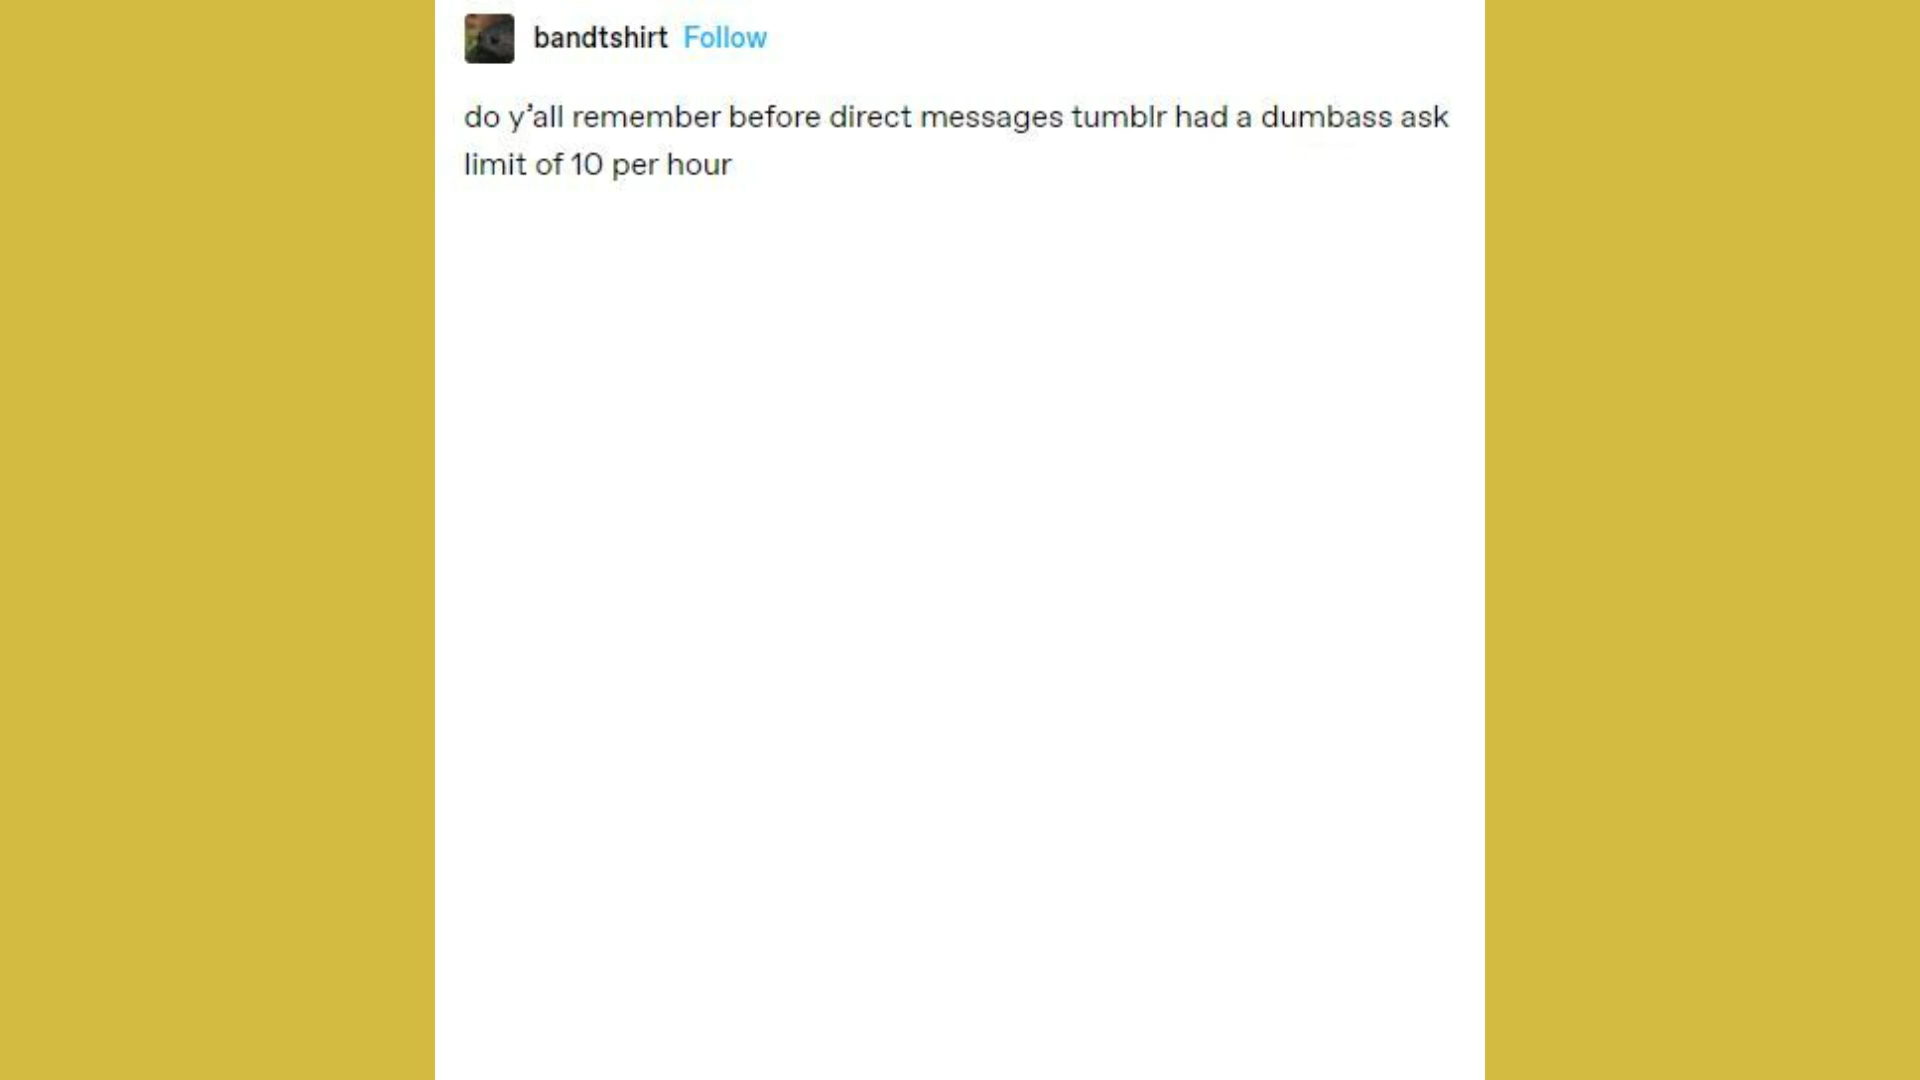 bandtshirt Follow
do y’all remember before direct messages tumblr had a dumbass ask
limit of 10 per hour